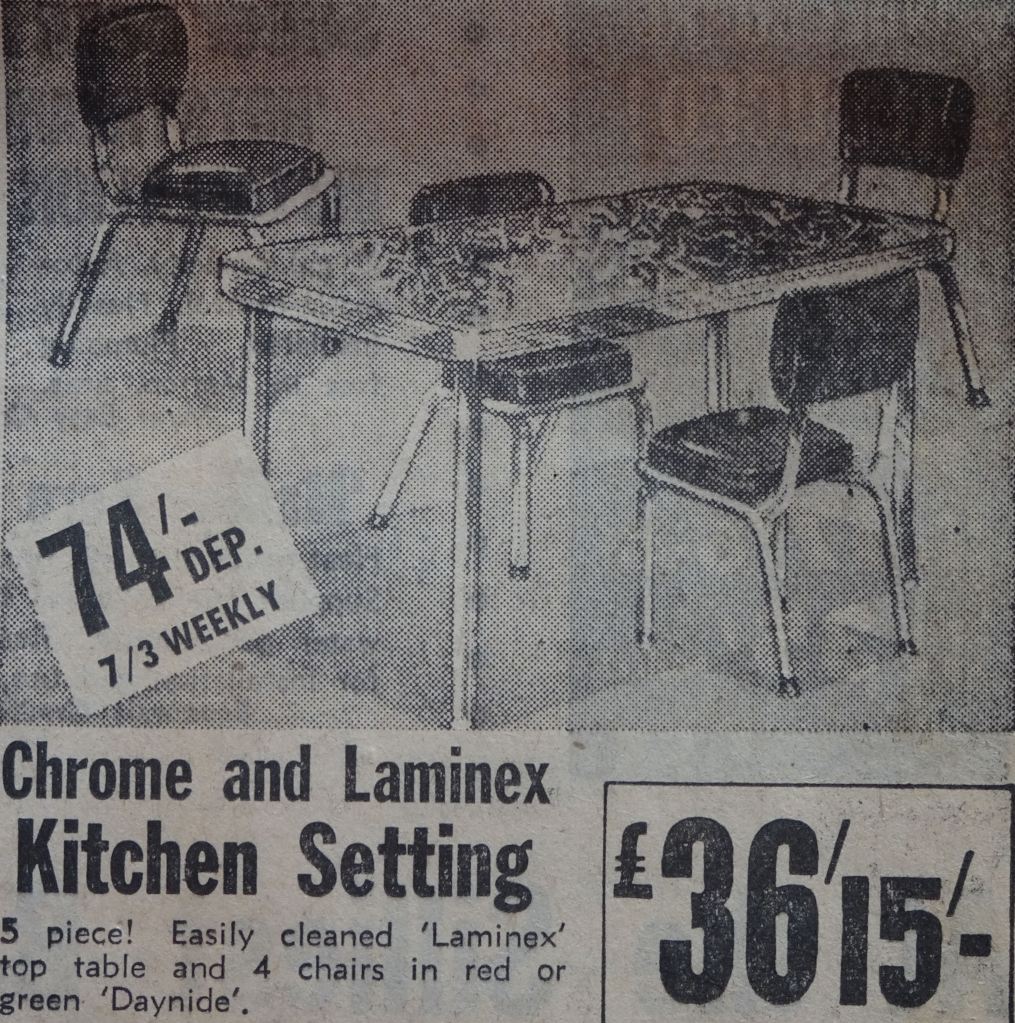 74/-
DEP.
7/3 WEEKLY
Chrome and Laminex
Kitchen Setting
5 piece! Easily cleaned 'Laminex'
top table and 4 chairs in red or
green 'Daynide'.
£36/15/-